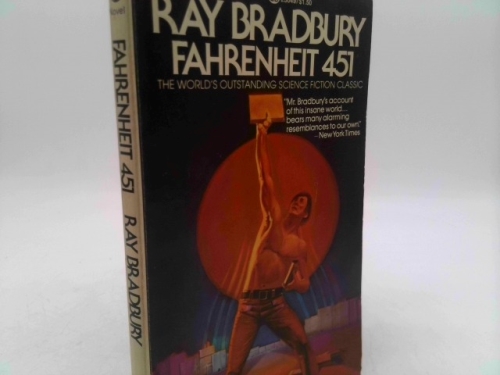 RAY BRADBURY
FAHRENHEIT 451
THE WORLD'S OUTSTANDING SCIENCE FICTION CLASSIC
"Mr. Bradbury's account
of this insane world....
bears many alarming
resemblances to our own."
–New York Times
novel
FAHRENHEIT 451 RAY BRADBURY